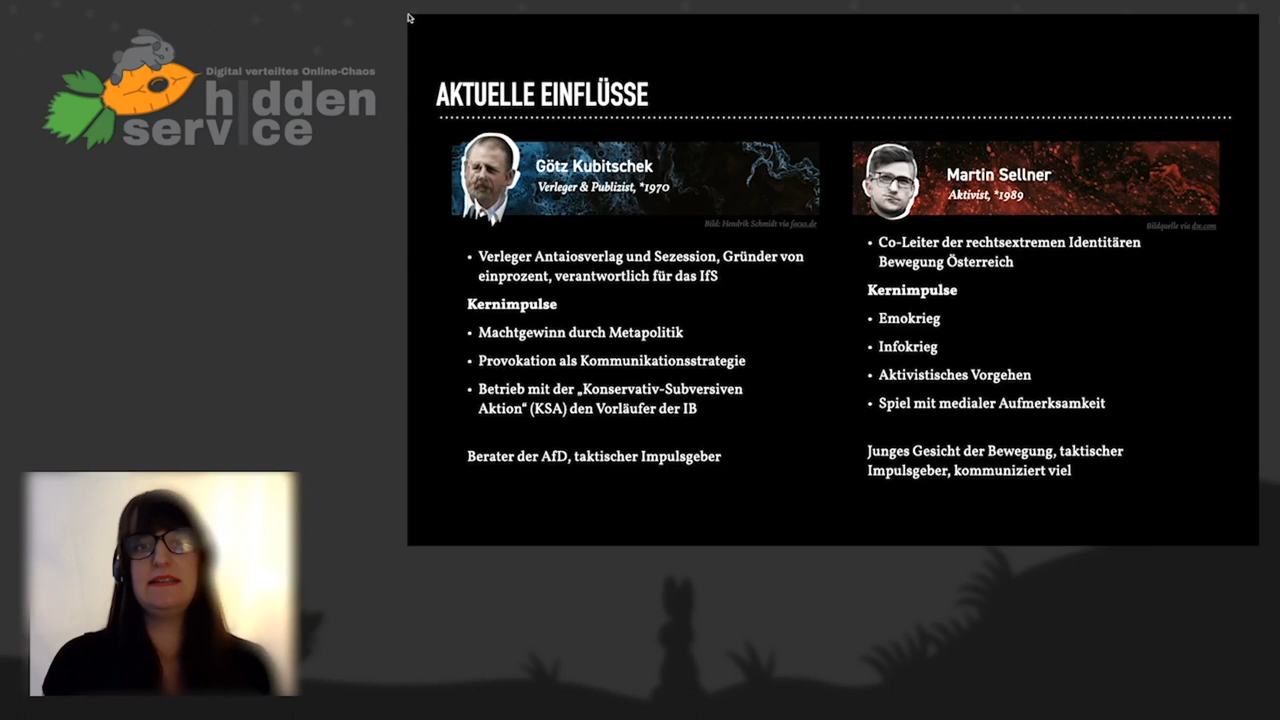 Digital verteiltes Online-Chaos
hidden
service
AKTUELLE EINFLÜSSE
Götz Kubitschek
Verleger & Publizist, *1970
Bild: Hendrik Schmidt via focus.de
• Verleger Antaiosverlag und Sezession, Gründer von
einprozent, verantwortlich für das IfS
Kernimpulse
• Machtgewinn durch Metapolitik
• Provokation als Kommunikationsstrategie
• Betrieb mit der „Konservativ-Subversiven
Aktion“ (KSA) den Vorläufer der IB
Berater der AfD, taktischer Impulsgeber
Martin Sellner
Aktivist, *1989
Bildquelle via dw.com
• Co-Leiter der rechtsextremen Identitären
Bewegung Österreich
Kernimpulse
• Emokrieg
• Infokrieg
• Aktivistisches Vorgehen
• Spiel mit medialer Aufmerksamkeit
Junges Gesicht der Bewegung, taktischer
Impulsgeber, kommuniziert viel